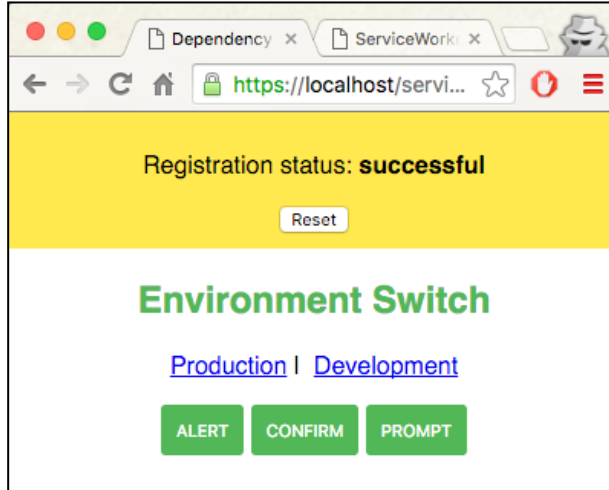 Dependency
ServiceWork
https://localhost/servi...
Registration status: successful
Reset
Environment Switch
Production | Development
ALERT CONFIRM PROMPT